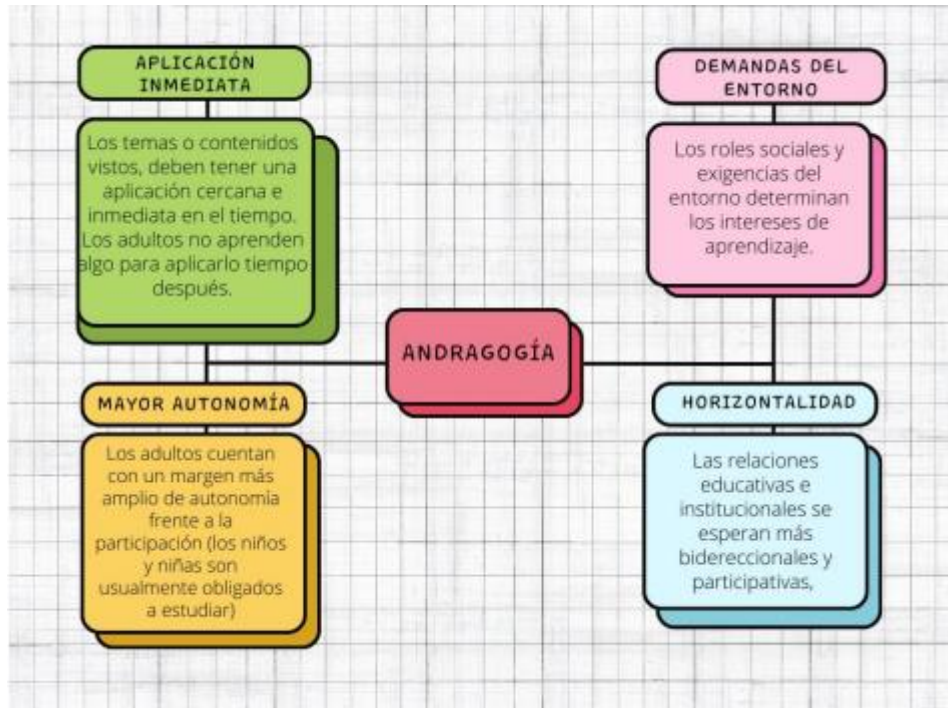 APLICACIÓN
INMEDIATA
Los temas o contenidos
vistos, deben tener una
aplicación cercana e
inmediata en el tiempo.
Los adultos no aprenden
algo para aplicarlo tiempo
después.
DEMANDAS DEL
ENTORNO
Los roles sociales y
exigencias del
entorno determinan
los intereses de
aprendizaje.
ANDRAGOGÍA
MAYOR AUTONOMÍA
Los adultos cuentan
con un margen más
amplio de autonomía
frente a la
participación (los niños
y niñas son
usualmente obligados
a estudiar)
HORIZONTALIDAD
Las relaciones
educativas e
institucionales se
esperan más
bidereccionales y
participativas,